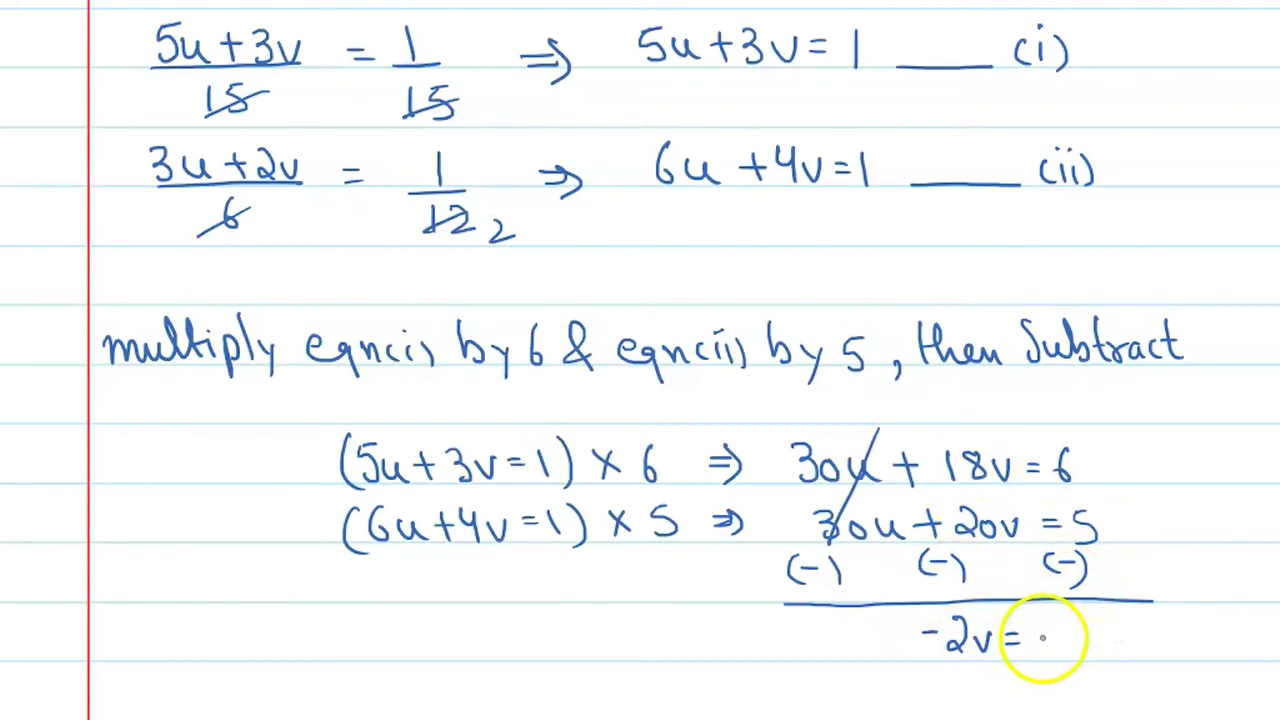 5u+3v/15 = 1/15 ⇒ 5u+3v=1 ____ (i)
3u+2v/6 = 1/12 2 ⇒ 6u+4v=1 ____ (ii)
multiply eqn(i) by 6 & eqn(ii) by 5, then Subtract
(5u+3v=1) × 6 ⇒ 30u + 18v = 6
(6u+4v=1) × 5 ⇒ 30u+20v = 5
(-) (-) (-)
-2v =